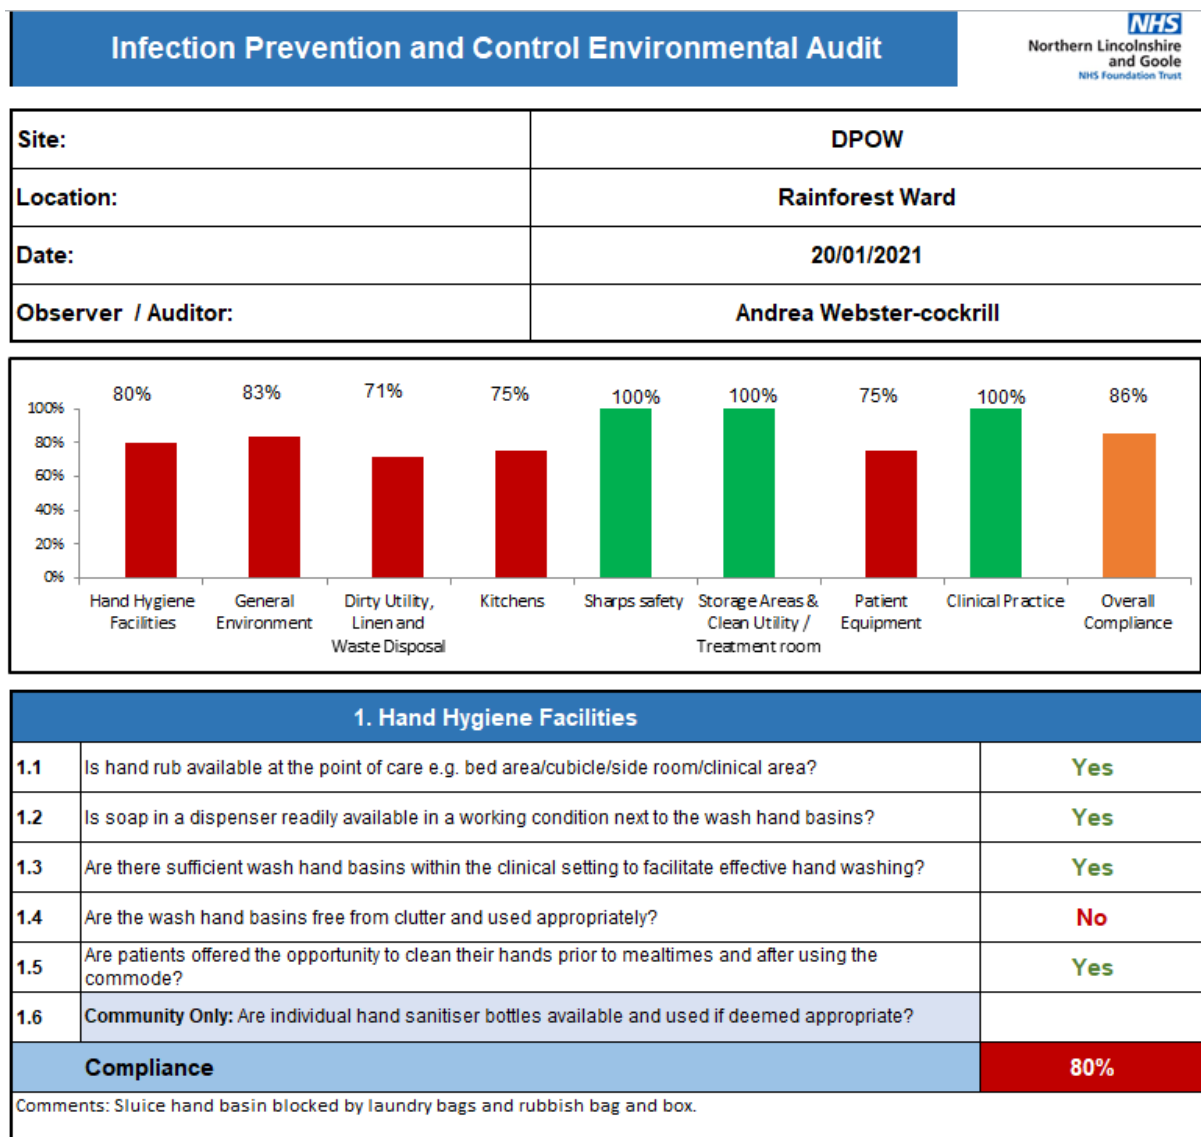 Infection Prevention and Control Environmental Audit
NHS
Northern Lincolnshire
and Goole
NHS Foundation Trust
Site: DPOW
Location: Rainforest Ward
Date: 20/01/2021
Observer / Auditor: Andrea Webster-cockrill
80% 83% 71% 75% 100% 100% 75% 100% 86%
100%
80%
60%
40%
20%
0%
Hand Hygiene Facilities
General Environment
Dirty Utility, Linen and Waste Disposal
Kitchens
Sharps safety
Storage Areas & Clean Utility / Treatment room
Patient Equipment
Clinical Practice
Overall Compliance
1. Hand Hygiene Facilities
1.1 Is hand rub available at the point of care e.g. bed area/cubicle/side room/clinical area? Yes
1.2 Is soap in a dispenser readily available in a working condition next to the wash hand basins? Yes
1.3 Are there sufficient wash hand basins within the clinical setting to facilitate effective hand washing? Yes
1.4 Are the wash hand basins free from clutter and used appropriately? No
1.5 Are patients offered the opportunity to clean their hands prior to mealtimes and after using the
commode? Yes
1.6 Community Only: Are individual hand sanitiser bottles available and used if deemed appropriate?
Compliance 80%
Comments: Sluice hand basin blocked by laundry bags and rubbish bag and box.